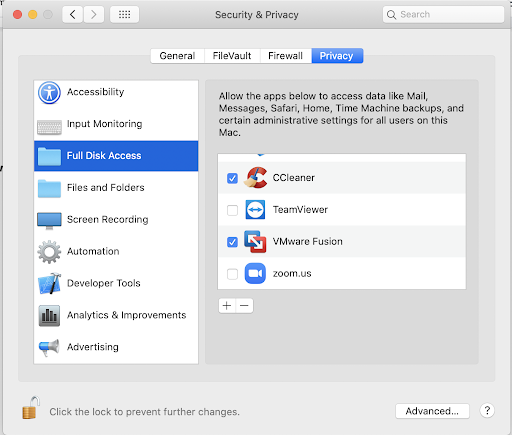 Security & Privacy
Search
General
FileVault
Firewall
Privacy
Accessibility
Input Monitoring
Full Disk Access
Files and Folders
Screen Recording
Automation
Developer Tools
Analytics & Improvements
Advertising
Allow the apps below to access data like Mail,
Messages, Safari, Home, Time Machine backups, and
certain administrative settings for all users on this
Mac.
CCleaner
TeamViewer
VMware Fusion
zoom.us
+ −
Click the lock to prevent further changes.
Advanced...
?